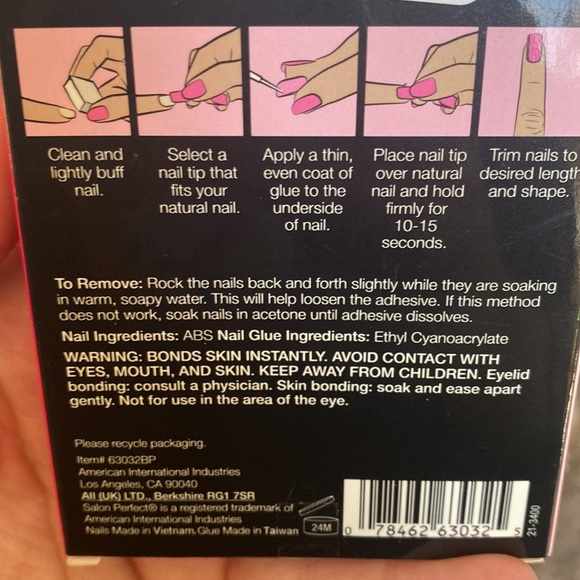 Clean and
lightly buff
nail.
Select a
nail tip that
fits your
natural nail.
Apply a thin,
even coat of
glue to the
underside
of nail.
Place nail tip
over natural
nail and hold
firmly for
10-15
seconds.
Trim nails to
desired length
and shape.
To Remove: Rock the nails back and forth slightly while they are soaking
in warm, soapy water. This will help loosen the adhesive. If this method
does not work, soak nails in acetone until adhesive dissolves.
Nail Ingredients: ABS Nail Glue Ingredients: Ethyl Cyanoacrylate
WARNING: BONDS SKIN INSTANTLY. AVOID CONTACT WITH
EYES, MOUTH, AND SKIN. KEEP AWAY FROM CHILDREN. Eyelid
bonding: consult a physician. Skin bonding: soak and ease apart
gently. Not for use in the area of the eye.
Please recycle packaging.
Item# 63032BP
American International Industries
Los Angeles, CA 90040
AII (UK) LTD., Berkshire RG1 7SR
Salon Perfect® is a registered trademark of
American International Industries
Nails Made in Vietnam. Glue Made in Taiwan
24M
0 78462 63032 5
21-3400